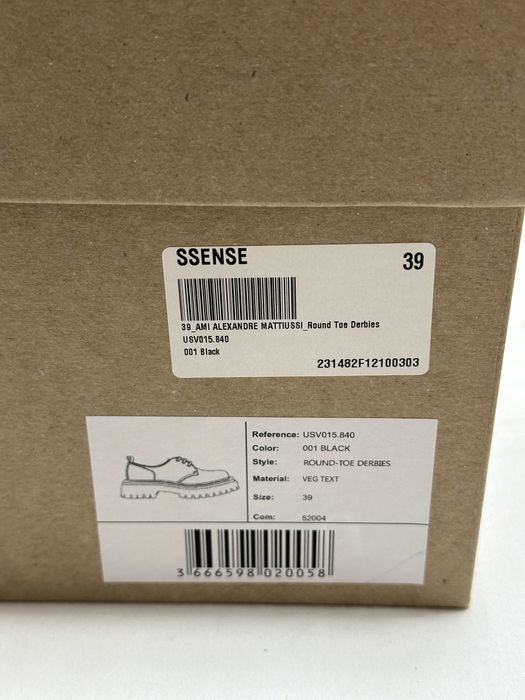 SSENSE 39
39_AMI ALEXANDRE MATTIUSSI_Round Toe Derbies
USV015.840
001 Black
231482F12100303
Reference: USV015.840
Color: 001 BLACK
Style: ROUND-TOE DERBIES
Material: VEG TEXT
Size: 39
Com: 52004
3 666598 020058